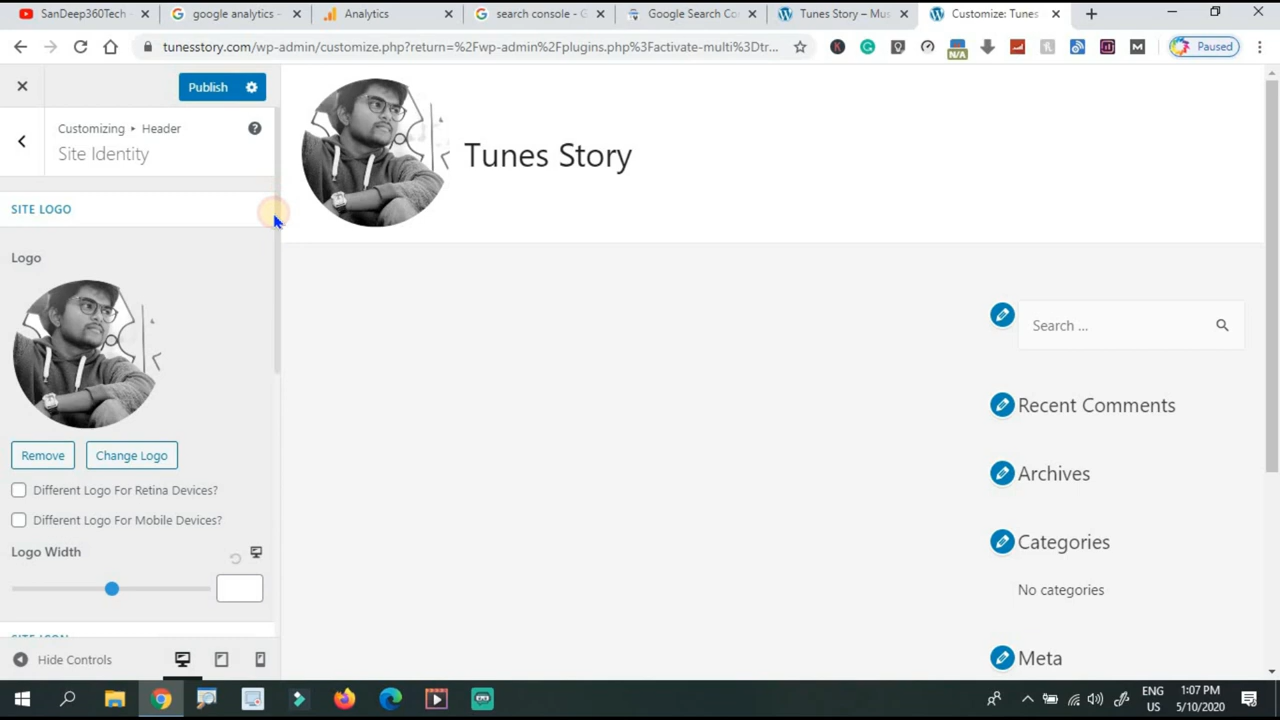 SanDeep360Tech
google analytics -
Analytics
search console - G
Google Search Co
Tunes Story – Mus
Customize: Tunes
tunesstory.com/wp-admin/customize.php?return=%2Fwp-admin%2Fplugins.php%3Factivate-multi%3Dtr...
N/A
Paused
Publish
Customizing ▸ Header
Site Identity
SITE LOGO
Logo
Remove
Change Logo
Different Logo For Retina Devices?
Different Logo For Mobile Devices?
Logo Width
SITE ICON
Hide Controls
Tunes Story
Search ...
Recent Comments
Archives
Categories
No categories
Meta
ENG
US
1:07 PM
5/10/2020